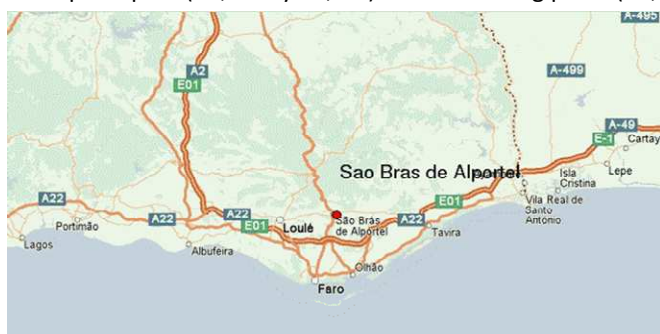 A-495
A2
E01
A-499
A-49
E-1
Cartay
Sao Bras de Alportel
Lepe
Isla
Cristina
A22
Portimão
A22
A22
E01
Loulé
São Brás
de Alportel
A22
E01
Vila Real de
Santo
António
Lagos
Albufeira
Tavira
Olhão
Faro